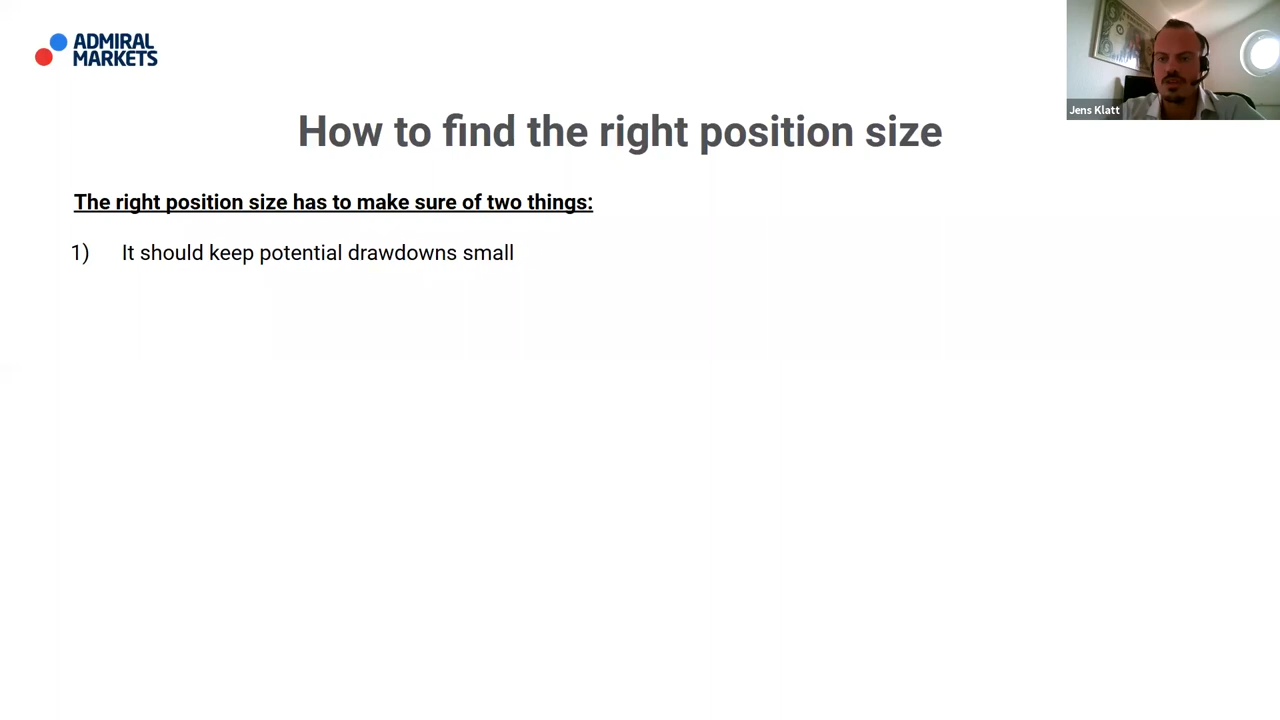 ADMIRAL
MARKETS
Jens Klatt
How to find the right position size
The right position size has to make sure of two things:
1) It should keep potential drawdowns small